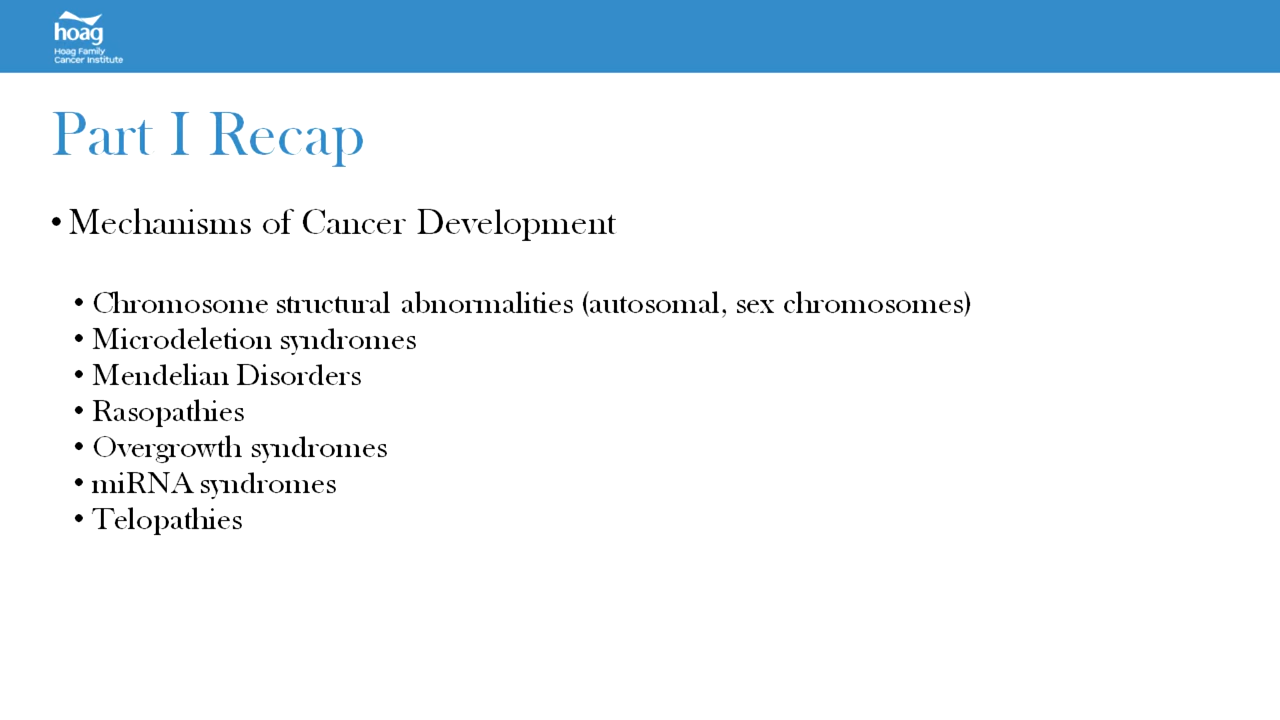 hoag
Hoag Family
Cancer Institute
Part I Recap
• Mechanisms of Cancer Development
• Chromosome structural abnormalities (autosomal, sex chromosomes)
• Microdeletion syndromes
• Mendelian Disorders
• Rasopathies
• Overgrowth syndromes
• miRNA syndromes
• Telopathies